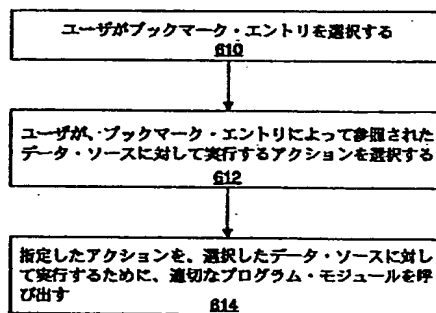 ユーザがブックマーク・エントリを選択する
610
ユーザが、ブックマーク・エントリによって参照された
データ・ソースに対して実行するアクションを選択する
612
指定したアクションを、選択したデータ・ソースに対し
て実行するために、適切なプログラム・モジュールを呼
び出す
614